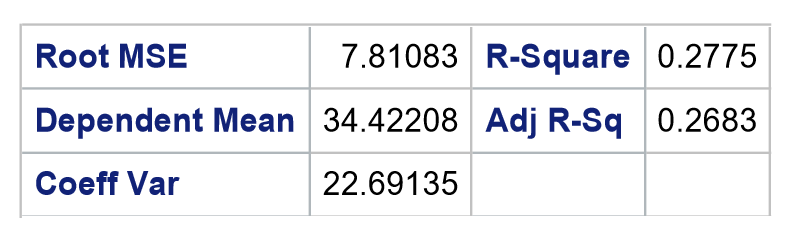 Root MSE 7.81083 R-Square 0.2775
Dependent Mean 34.42208 Adj R-Sq 0.2683
Coeff Var 22.69135